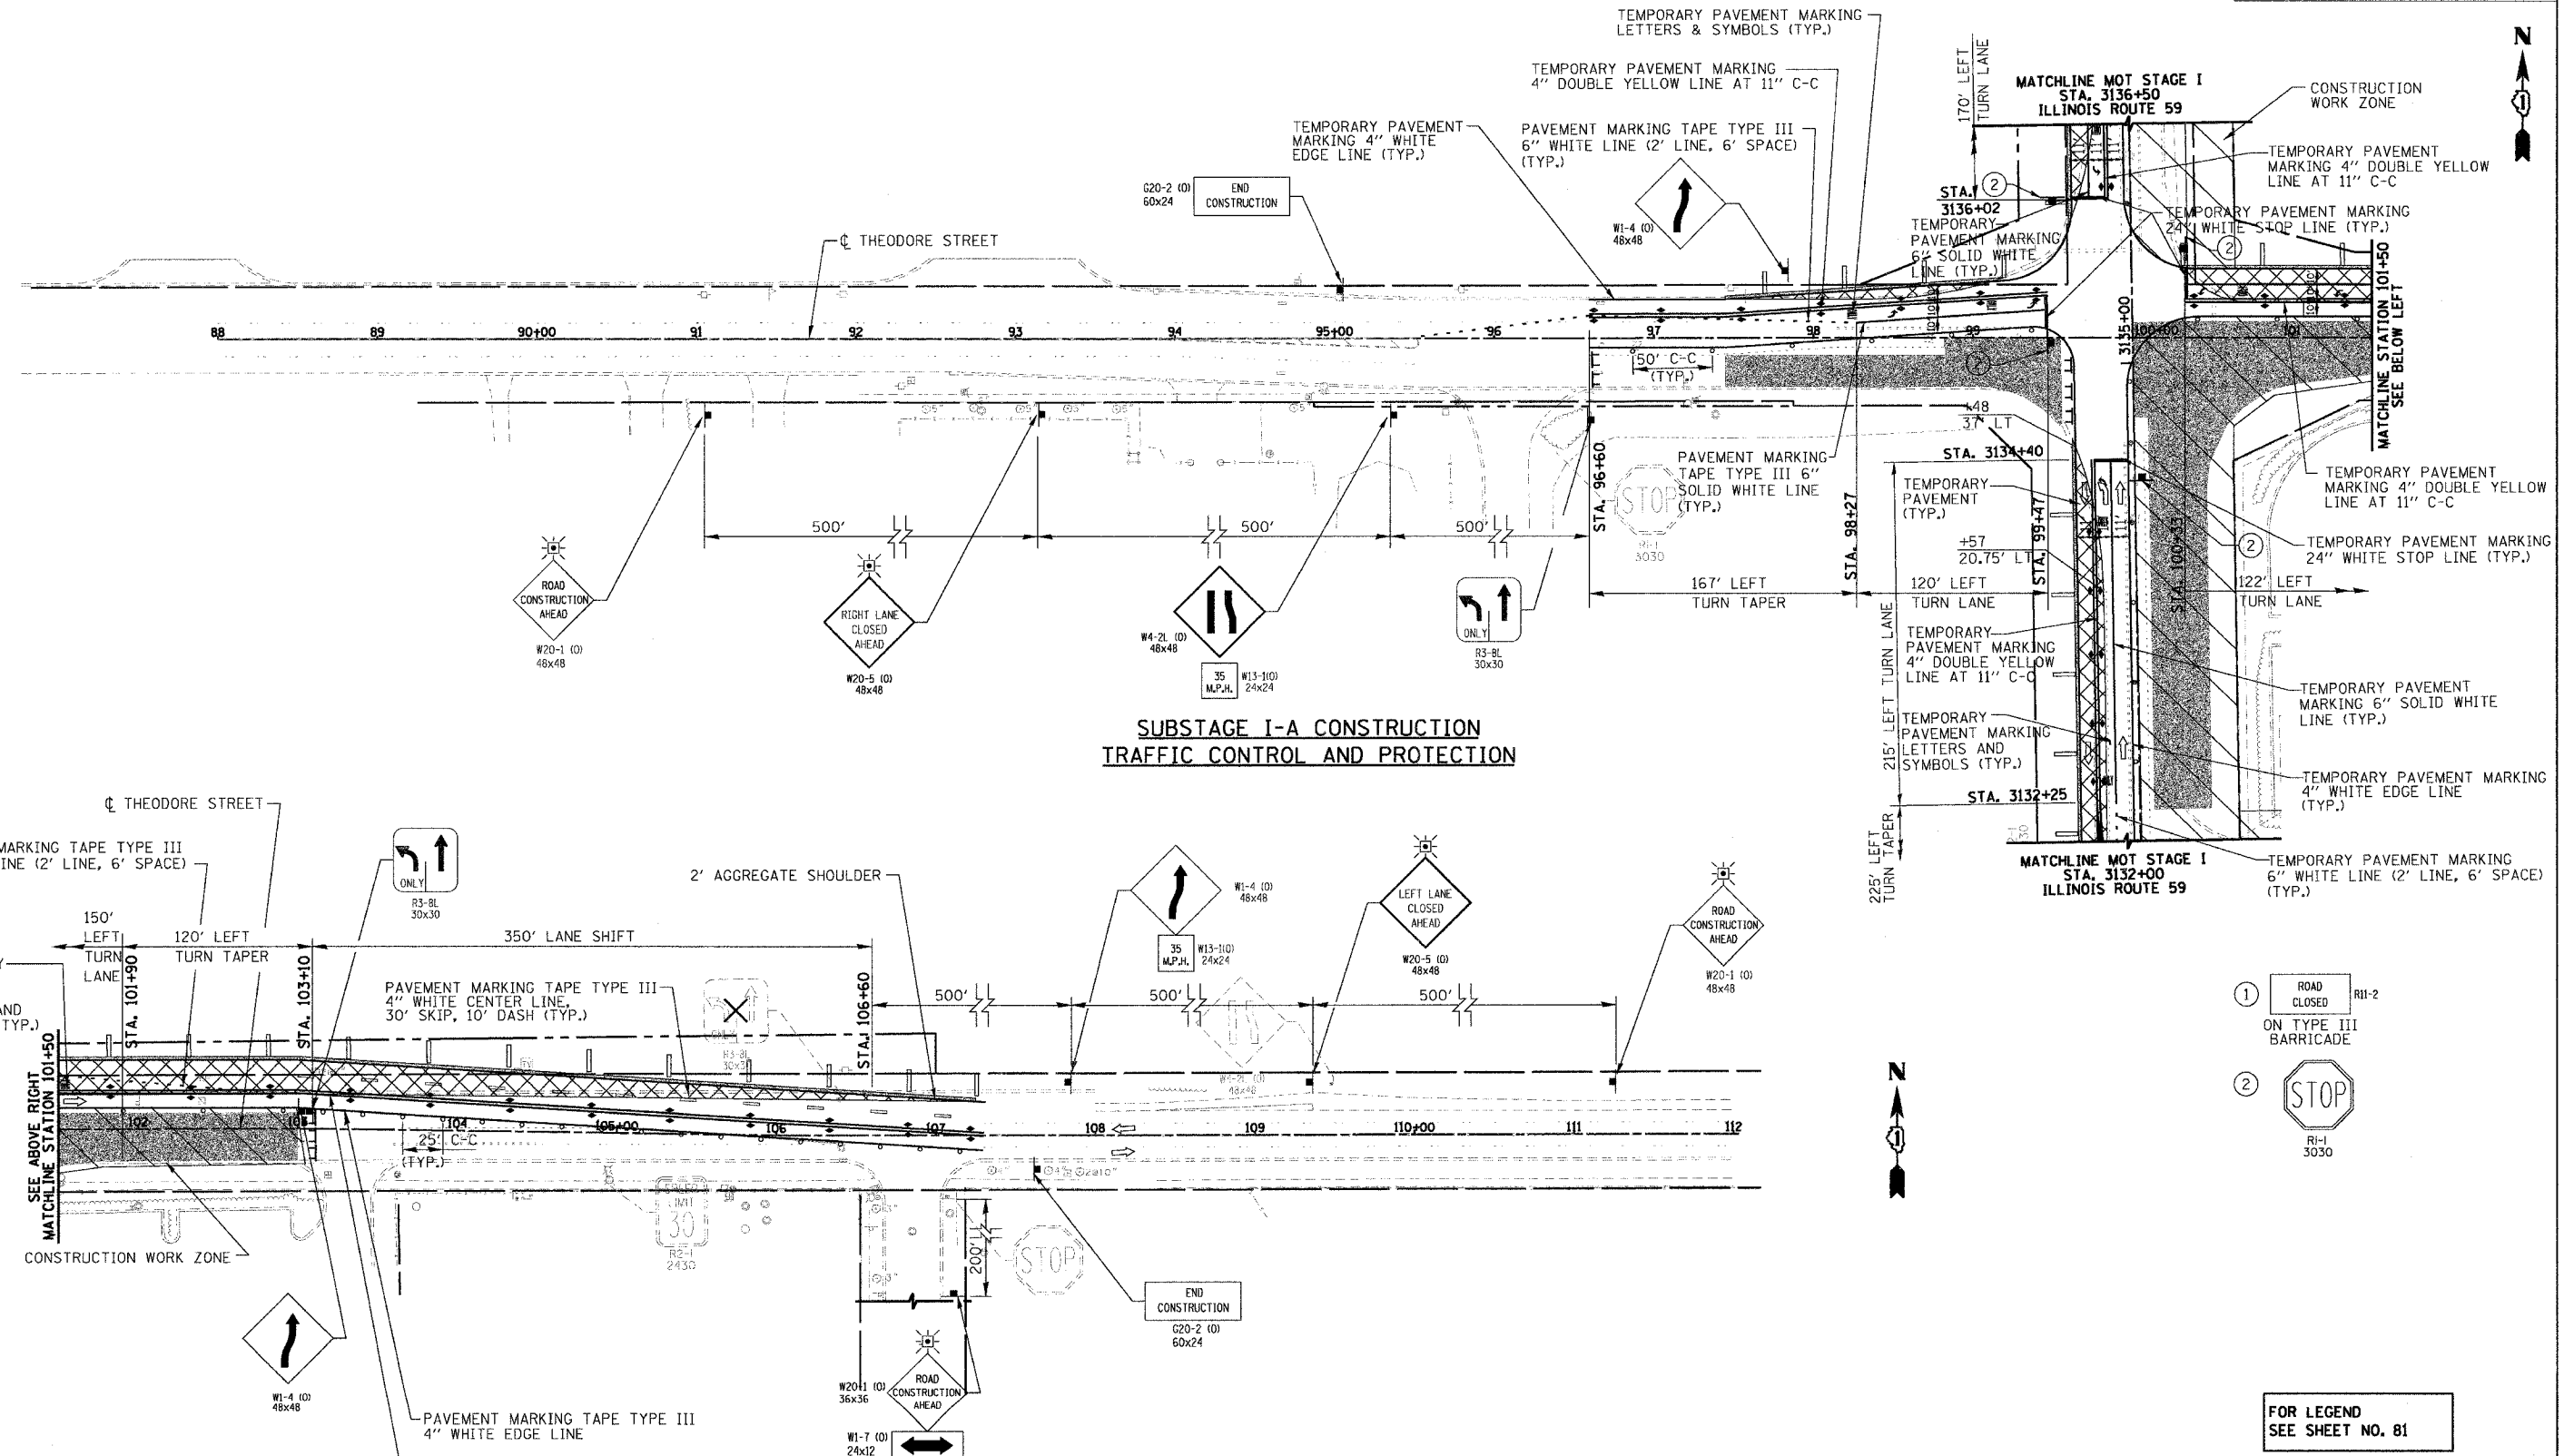 TEMPORARY PAVEMENT MARKING
LETTERS & SYMBOLS (TYP.)
TEMPORARY PAVEMENT MARKING
4" DOUBLE YELLOW LINE AT 11" C-C
TEMPORARY PAVEMENT
MARKING 4" WHITE
EDGE LINE (TYP.)
PAVEMENT MARKING TAPE TYPE III
6" WHITE LINE (2' LINE, 6' SPACE)
(TYP.)
170' LEFT
TURN LANE
MATCHLINE MOT STAGE I
STA. 3136+50
ILLINOIS ROUTE 59
CONSTRUCTION
WORK ZONE
N
TEMPORARY PAVEMENT
MARKING 4" DOUBLE YELLOW
LINE AT 11" C-C
G20-2 (O)
60x24
END
CONSTRUCTION
W1-4 (O)
48x48
STA.
3136+02
2
TEMPORARY
PAVEMENT MARKING
6" SOLID WHITE
LINE (TYP.)
TEMPORARY PAVEMENT MARKING
24" WHITE STOP LINE (TYP.)
2
℄ THEODORE STREET
88 89 90+00 91 92 93 94 95+00 96 97 98 99 100+00 101
3135+00
MATCHLINE STATION 101+50
SEE BELOW LEFT
50' C-C
(TYP.)
2
+48
37' LT
STA. 3134+40
STA. 96+60
STA. 98+27
STA. 99+47
STA. 100+33
PAVEMENT MARKING
TAPE TYPE III 6"
SOLID WHITE LINE
(TYP.)
STOP
R1-1
3030
TEMPORARY
PAVEMENT
(TYP.)
+57
20.75' LT
TEMPORARY PAVEMENT
MARKING 4" DOUBLE YELLOW
LINE AT 11" C-C
2
TEMPORARY PAVEMENT MARKING
24" WHITE STOP LINE (TYP.)
500'
500'
500'
167' LEFT
TURN TAPER
120' LEFT
TURN LANE
122' LEFT
TURN LANE
ROAD
CONSTRUCTION
AHEAD
W20-1 (O)
48x48
RIGHT LANE
CLOSED
AHEAD
W20-5 (O)
48x48
W4-2L (O)
48x48
35
M.P.H.
W13-1(O)
24x24
ONLY
R3-8L
30x30
215' LEFT TURN LANE
TEMPORARY
PAVEMENT MARKING
4" DOUBLE YELLOW
LINE AT 11" C-C
TEMPORARY PAVEMENT
MARKING 6" SOLID WHITE
LINE (TYP.)
TEMPORARY
PAVEMENT MARKING
LETTERS AND
SYMBOLS (TYP.)
TEMPORARY PAVEMENT MARKING
4" WHITE EDGE LINE
(TYP.)
STA. 3132+25
225' LEFT
TURN TAPER
MATCHLINE MOT STAGE I
STA. 3132+00
ILLINOIS ROUTE 59
TEMPORARY PAVEMENT MARKING
6" WHITE LINE (2' LINE, 6' SPACE)
(TYP.)
SUBSTAGE I-A CONSTRUCTION
TRAFFIC CONTROL AND PROTECTION
℄ THEODORE STREET
MARKING TAPE TYPE III
INE (2' LINE, 6' SPACE)
ONLY
R3-8L
30x30
2' AGGREGATE SHOULDER
W1-4 (O)
48x48
35
M.P.H.
W13-1(O)
24x24
LEFT LANE
CLOSED
AHEAD
W20-5 (O)
48x48
ROAD
CONSTRUCTION
AHEAD
W20-1 (O)
48x48
150'
LEFT
TURN
LANE
120' LEFT
TURN TAPER
350' LANE SHIFT
STA. 101+90
STA. 103+10
STA. 106+60
PAVEMENT MARKING TAPE TYPE III
4" WHITE CENTER LINE,
30' SKIP, 10' DASH (TYP.)
ONLY
R3-8L
30x30
500'
500'
500'
W4-2L (O)
48x48
AND
TYP.)
SEE ABOVE RIGHT
MATCHLINE STATION 101+50
102 103 104 105+00 106 107 108 109 110+00 111 112
25' C-C
(TYP.)
SPEED
LIMIT
30
R2-1
2430
200'
STOP
CONSTRUCTION WORK ZONE
END
CONSTRUCTION
G20-2 (O)
60x24
W1-4 (O)
48x48
PAVEMENT MARKING TAPE TYPE III
4" WHITE EDGE LINE
W20-1 (O)
36x36
ROAD
CONSTRUCTION
AHEAD
W1-7 (O)
24x12
N
1
ROAD
CLOSED
R11-2
ON TYPE III
BARRICADE
2
STOP
R1-1
3030
FOR LEGEND
SEE SHEET NO. 81